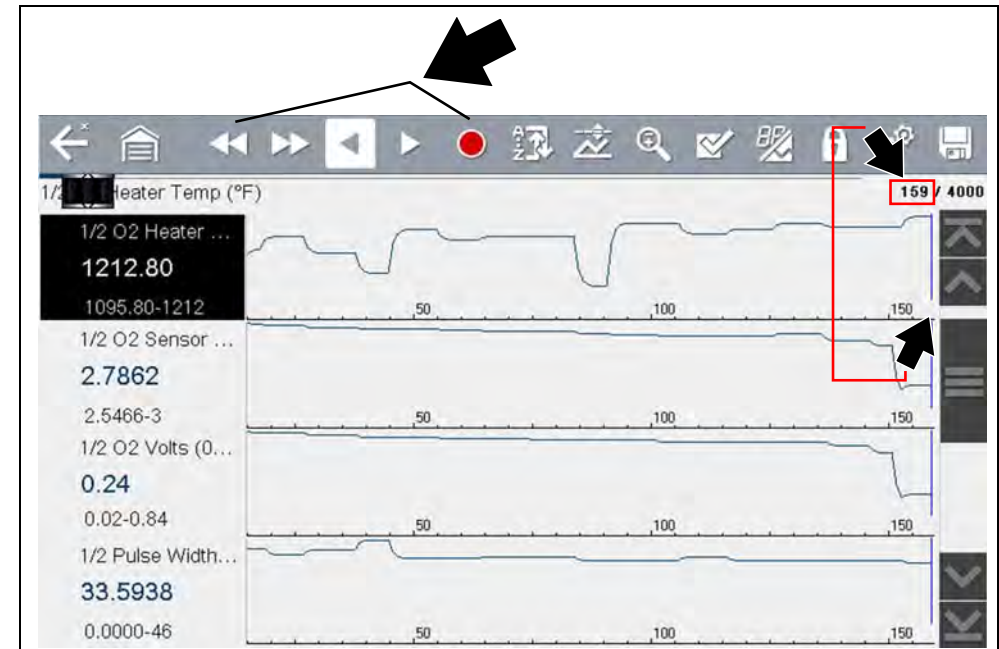 1/2 Heater Temp (°F)
159 / 4000
1/2 O2 Heater ...
1212.80
1095.80-1212
50 100 150
1/2 O2 Sensor ...
2.7862
2.5466-3
50 100 150
1/2 O2 Volts (0...
0.24
0.02-0.84
50 100 150
1/2 Pulse Width...
33.5938
0.0000-46
50 100 150